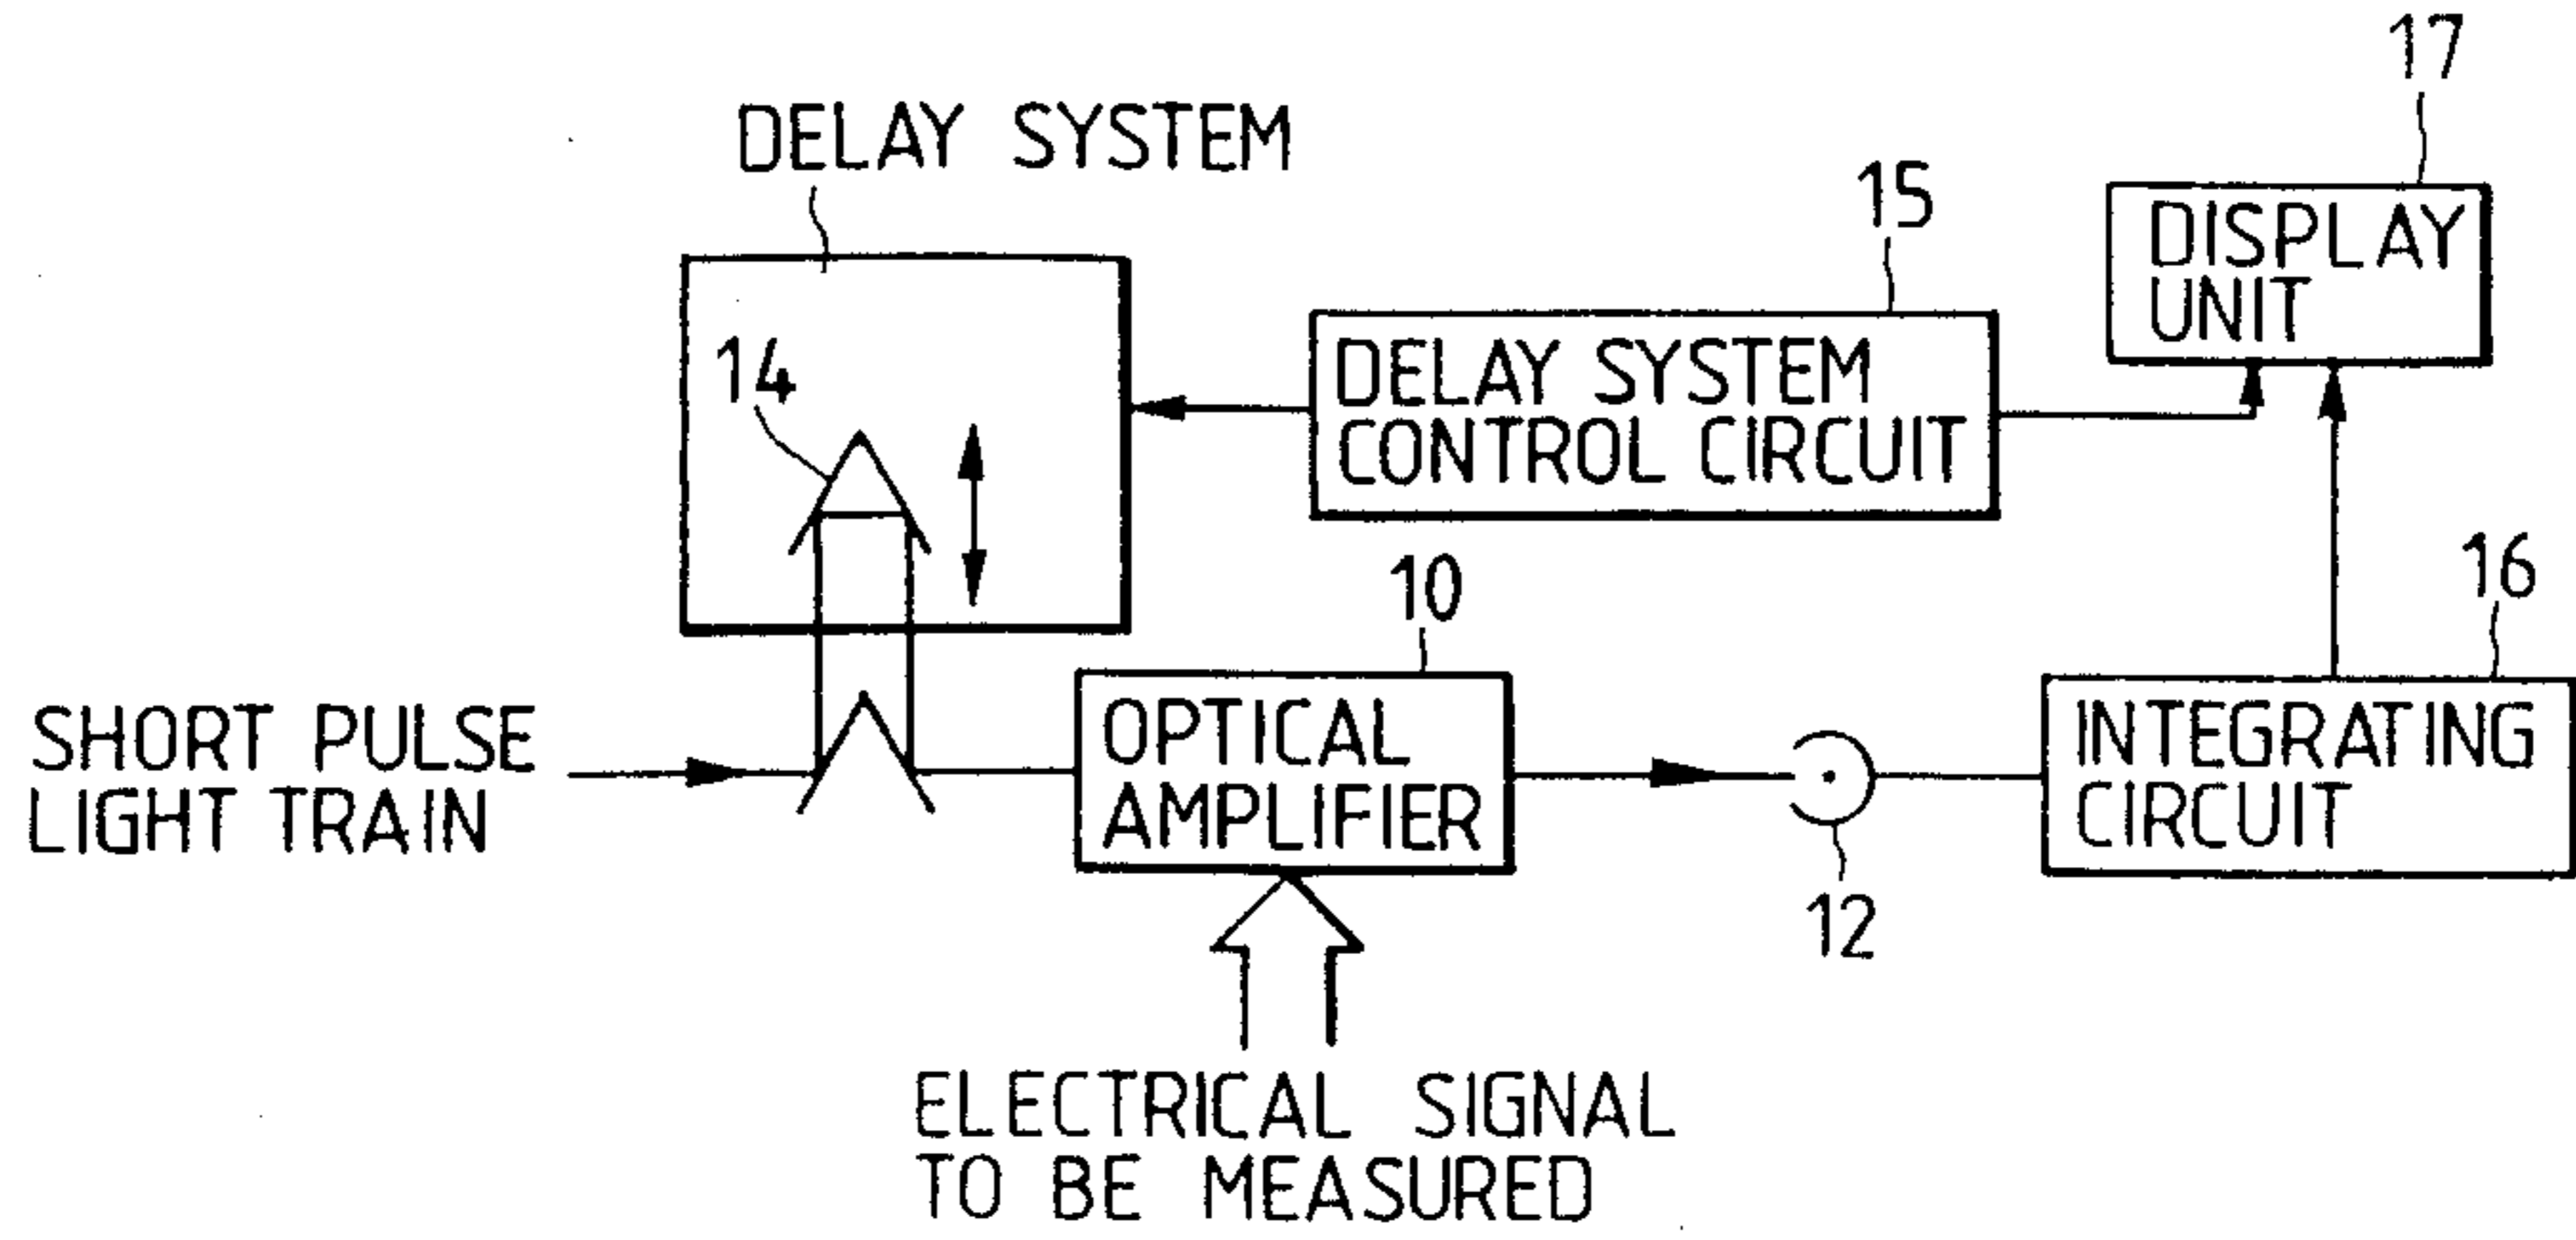 17
DELAY SYSTEM
15
DISPLAY
UNIT
14
DELAY SYSTEM
CONTROL CIRCUIT
10
16
SHORT PULSE
LIGHT TRAIN
OPTICAL
AMPLIFIER
INTEGRATING
CIRCUIT
12
ELECTRICAL SIGNAL
TO BE MEASURED